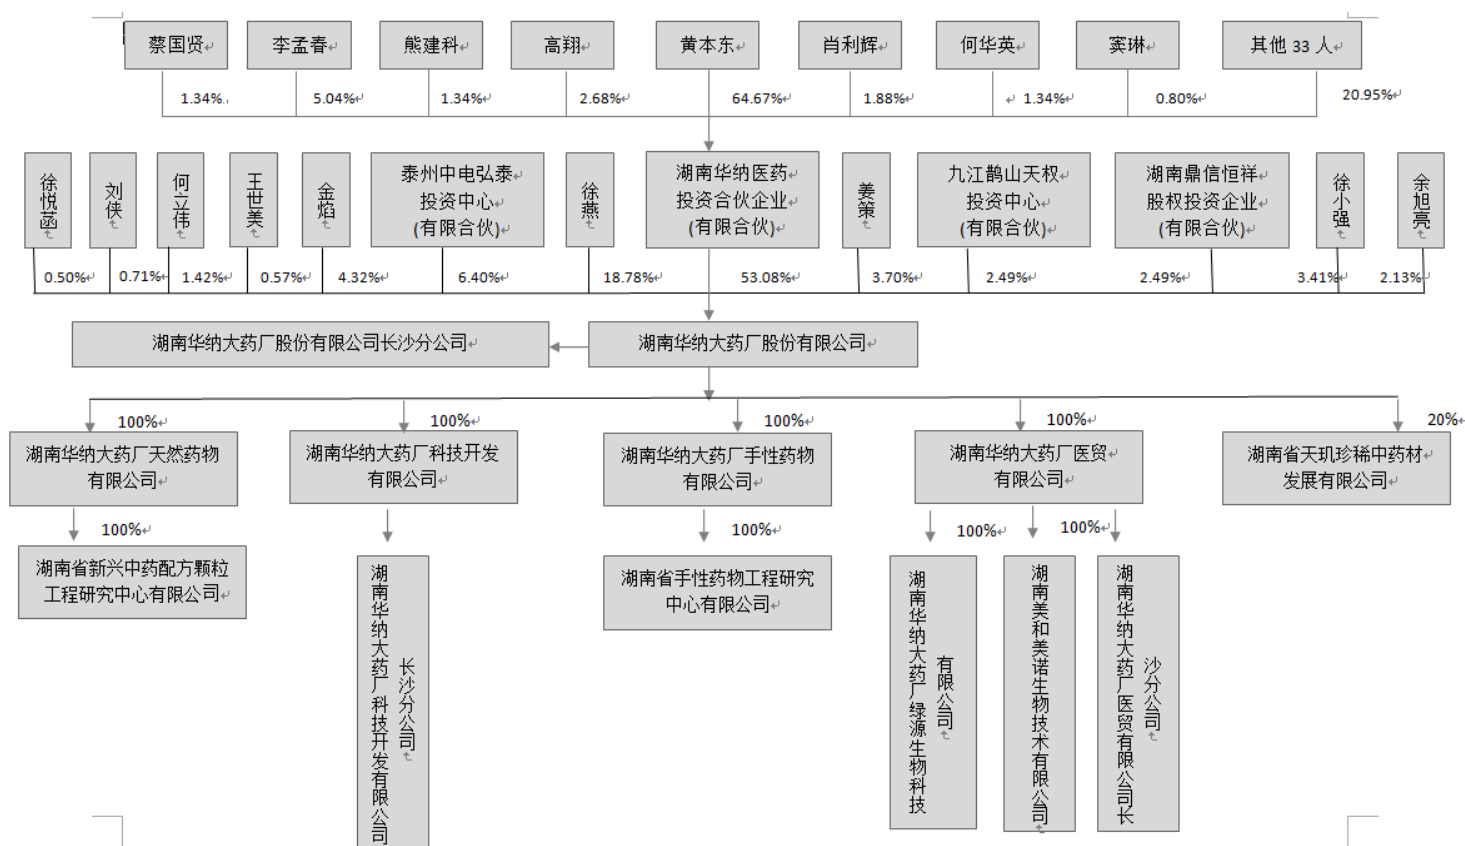 蔡国贤
李孟春
熊建科
高翔
黄本东
肖利辉
何华英
窦琳
其他 33 人
1.34%
5.04%
1.34%
2.68%
64.67%
1.88%
1.34%
0.80%
20.95%
徐悦菡
刘侠
何立伟
王世美
金焰
泰州中电弘泰
投资中心
(有限合伙)
徐燕
湖南华纳医药
投资合伙企业
(有限合伙)
姜策
九江鹊山天权
投资中心
(有限合伙)
湖南鼎信恒祥
股权投资企业
(有限合伙)
徐小强
余旭亮
0.50%
0.71%
1.42%
0.57%
4.32%
6.40%
18.78%
53.08%
3.70%
2.49%
2.49%
3.41%
2.13%
湖南华纳大药厂股份有限公司长沙分公司
湖南华纳大药厂股份有限公司
100%
100%
100%
100%
20%
湖南华纳大药厂天然药物
有限公司
湖南华纳大药厂科技开发
有限公司
湖南华纳大药厂手性药物
有限公司
湖南华纳大药厂医贸
有限公司
湖南省天玑珍稀中药材
发展有限公司
100%
100%
100%
100%
湖南省新兴中药配方颗粒
工程研究中心有限公司
湖南华纳大药厂科技开发有限公司
长沙分公司
湖南省手性药物工程研究
中心有限公司
湖南华纳大药厂绿源生物科技
有限公司
湖南美和美诺生物技术有限公司
湖南华纳大药厂医贸有限公司长
沙分公司